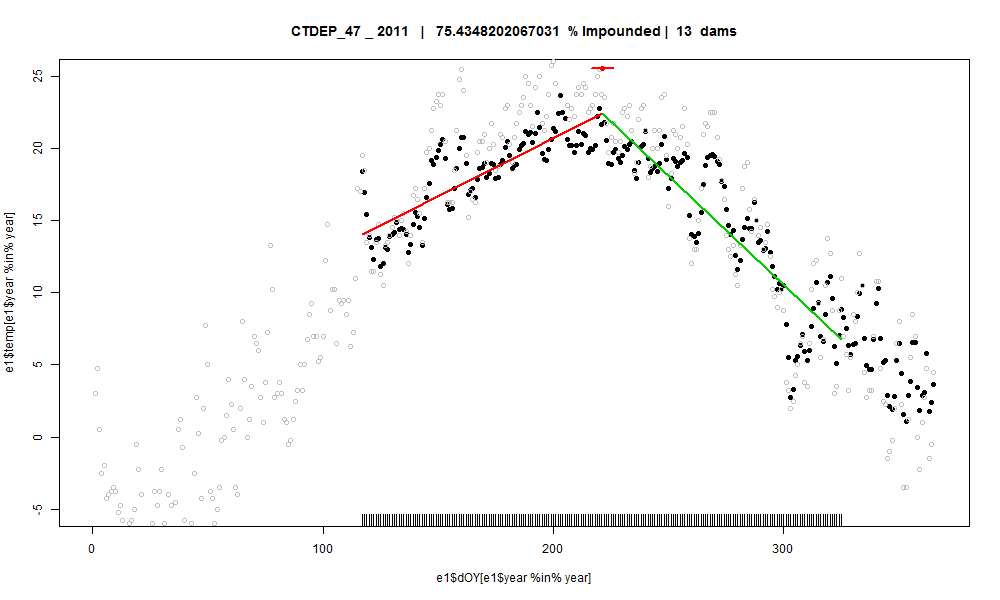 CTDEP_47 _ 2011 | 75.4348202067031 % Impounded | 13 dams
e1$temp[e1$year %in% year]
25
20
15
10
5
0
-5
0 100 200 300
e1$dOY[e1$year %in% year]